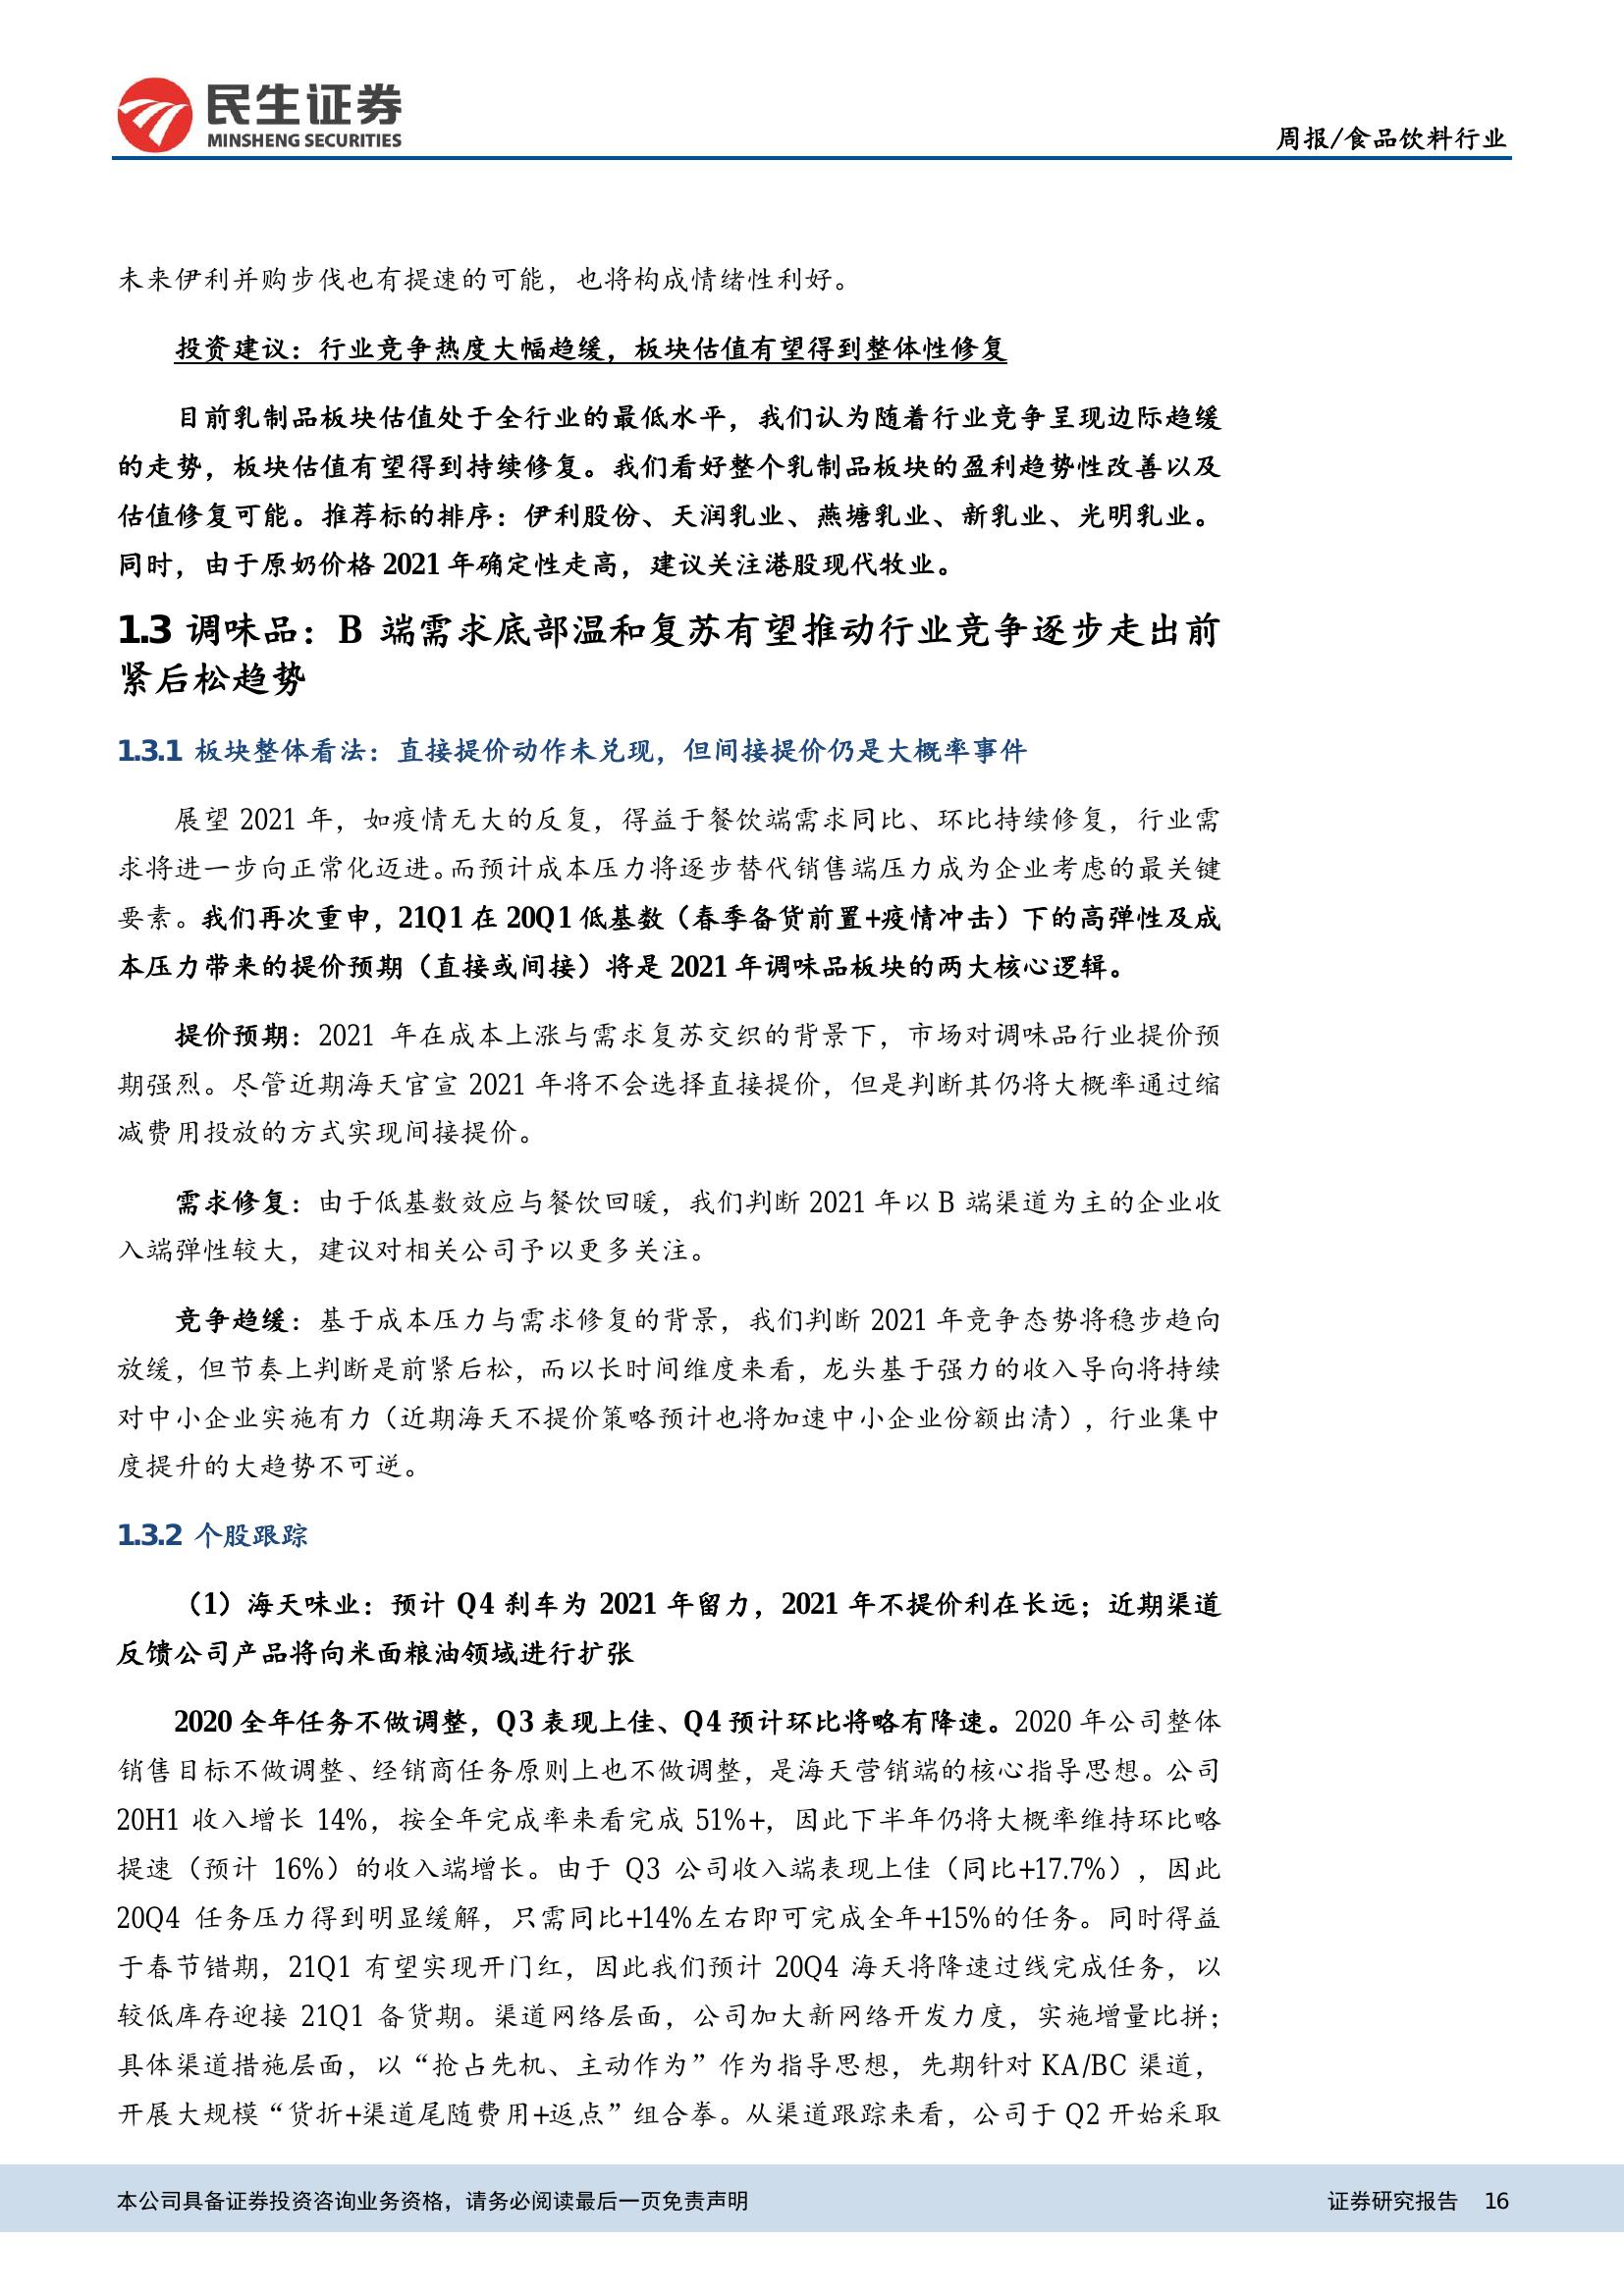 民生证券
MINSHENG SECURITIES
周报/食品饮料行业
未来伊利并购步伐也有提速的可能，也将构成情绪性利好。
投资建议：行业竞争热度大幅趋缓，板块估值有望得到整体性修复
目前乳制品板块估值处于全行业的最低水平，我们认为随着行业竞争呈现边际趋缓
的走势，板块估值有望得到持续修复。我们看好整个乳制品板块的盈利趋势性改善以及
估值修复可能。推荐标的排序：伊利股份、天润乳业、燕塘乳业、新乳业、光明乳业。
同时，由于原奶价格 2021 年确定性走高，建议关注港股现代牧业。
1.3 调味品：B 端需求底部温和复苏有望推动行业竞争逐步走出前
紧后松趋势
1.3.1 板块整体看法：直接提价动作未兑现，但间接提价仍是大概率事件
展望 2021 年，如疫情无大的反复，得益于餐饮端需求同比、环比持续修复，行业需
求将进一步向正常化迈进。而预计成本压力将逐步替代销售端压力成为企业考虑的最关键
要素。我们再次重申，21Q1 在 20Q1 低基数（春季备货前置+疫情冲击）下的高弹性及成
本压力带来的提价预期（直接或间接）将是 2021 年调味品板块的两大核心逻辑。
提价预期：2021 年在成本上涨与需求复苏交织的背景下，市场对调味品行业提价预
期强烈。尽管近期海天官宣 2021 年将不会选择直接提价，但是判断其仍将大概率通过缩
减费用投放的方式实现间接提价。
需求修复：由于低基数效应与餐饮回暖，我们判断 2021 年以 B 端渠道为主的企业收
入端弹性较大，建议对相关公司予以更多关注。
竞争趋缓：基于成本压力与需求修复的背景，我们判断 2021 年竞争态势将稳步趋向
放缓，但节奏上判断是前紧后松，而以长时间维度来看，龙头基于强力的收入导向将持续
对中小企业实施有力（近期海天不提价策略预计也将加速中小企业份额出清），行业集中
度提升的大趋势不可逆。
1.3.2 个股跟踪
（1）海天味业：预计 Q4 刹车为 2021 年留力，2021 年不提价利在长远；近期渠道
反馈公司产品将向米面粮油领域进行扩张
2020 全年任务不做调整，Q3 表现上佳、Q4 预计环比将略有降速。2020 年公司整体
销售目标不做调整、经销商任务原则上也不做调整，是海天营销端的核心指导思想。公司
20H1 收入增长 14%，按全年完成率来看完成 51%+，因此下半年仍将大概率维持环比略
提速（预计 16%）的收入端增长。由于 Q3 公司收入端表现上佳（同比+17.7%），因此
20Q4 任务压力得到明显缓解，只需同比+14%左右即可完成全年+15%的任务。同时得益
于春节错期，21Q1 有望实现开门红，因此我们预计 20Q4 海天将降速过线完成任务，以
较低库存迎接 21Q1 备货期。渠道网络层面，公司加大新网络开发力度，实施增量比拼；
具体渠道措施层面，以“抢占先机、主动作为”作为指导思想，先期针对 KA/BC 渠道，
开展大规模“货折+渠道尾随费用+返点”组合拳。从渠道跟踪来看，公司于 Q2 开始采取
本公司具备证券投资咨询业务资格，请务必阅读最后一页免责声明
证券研究报告 16